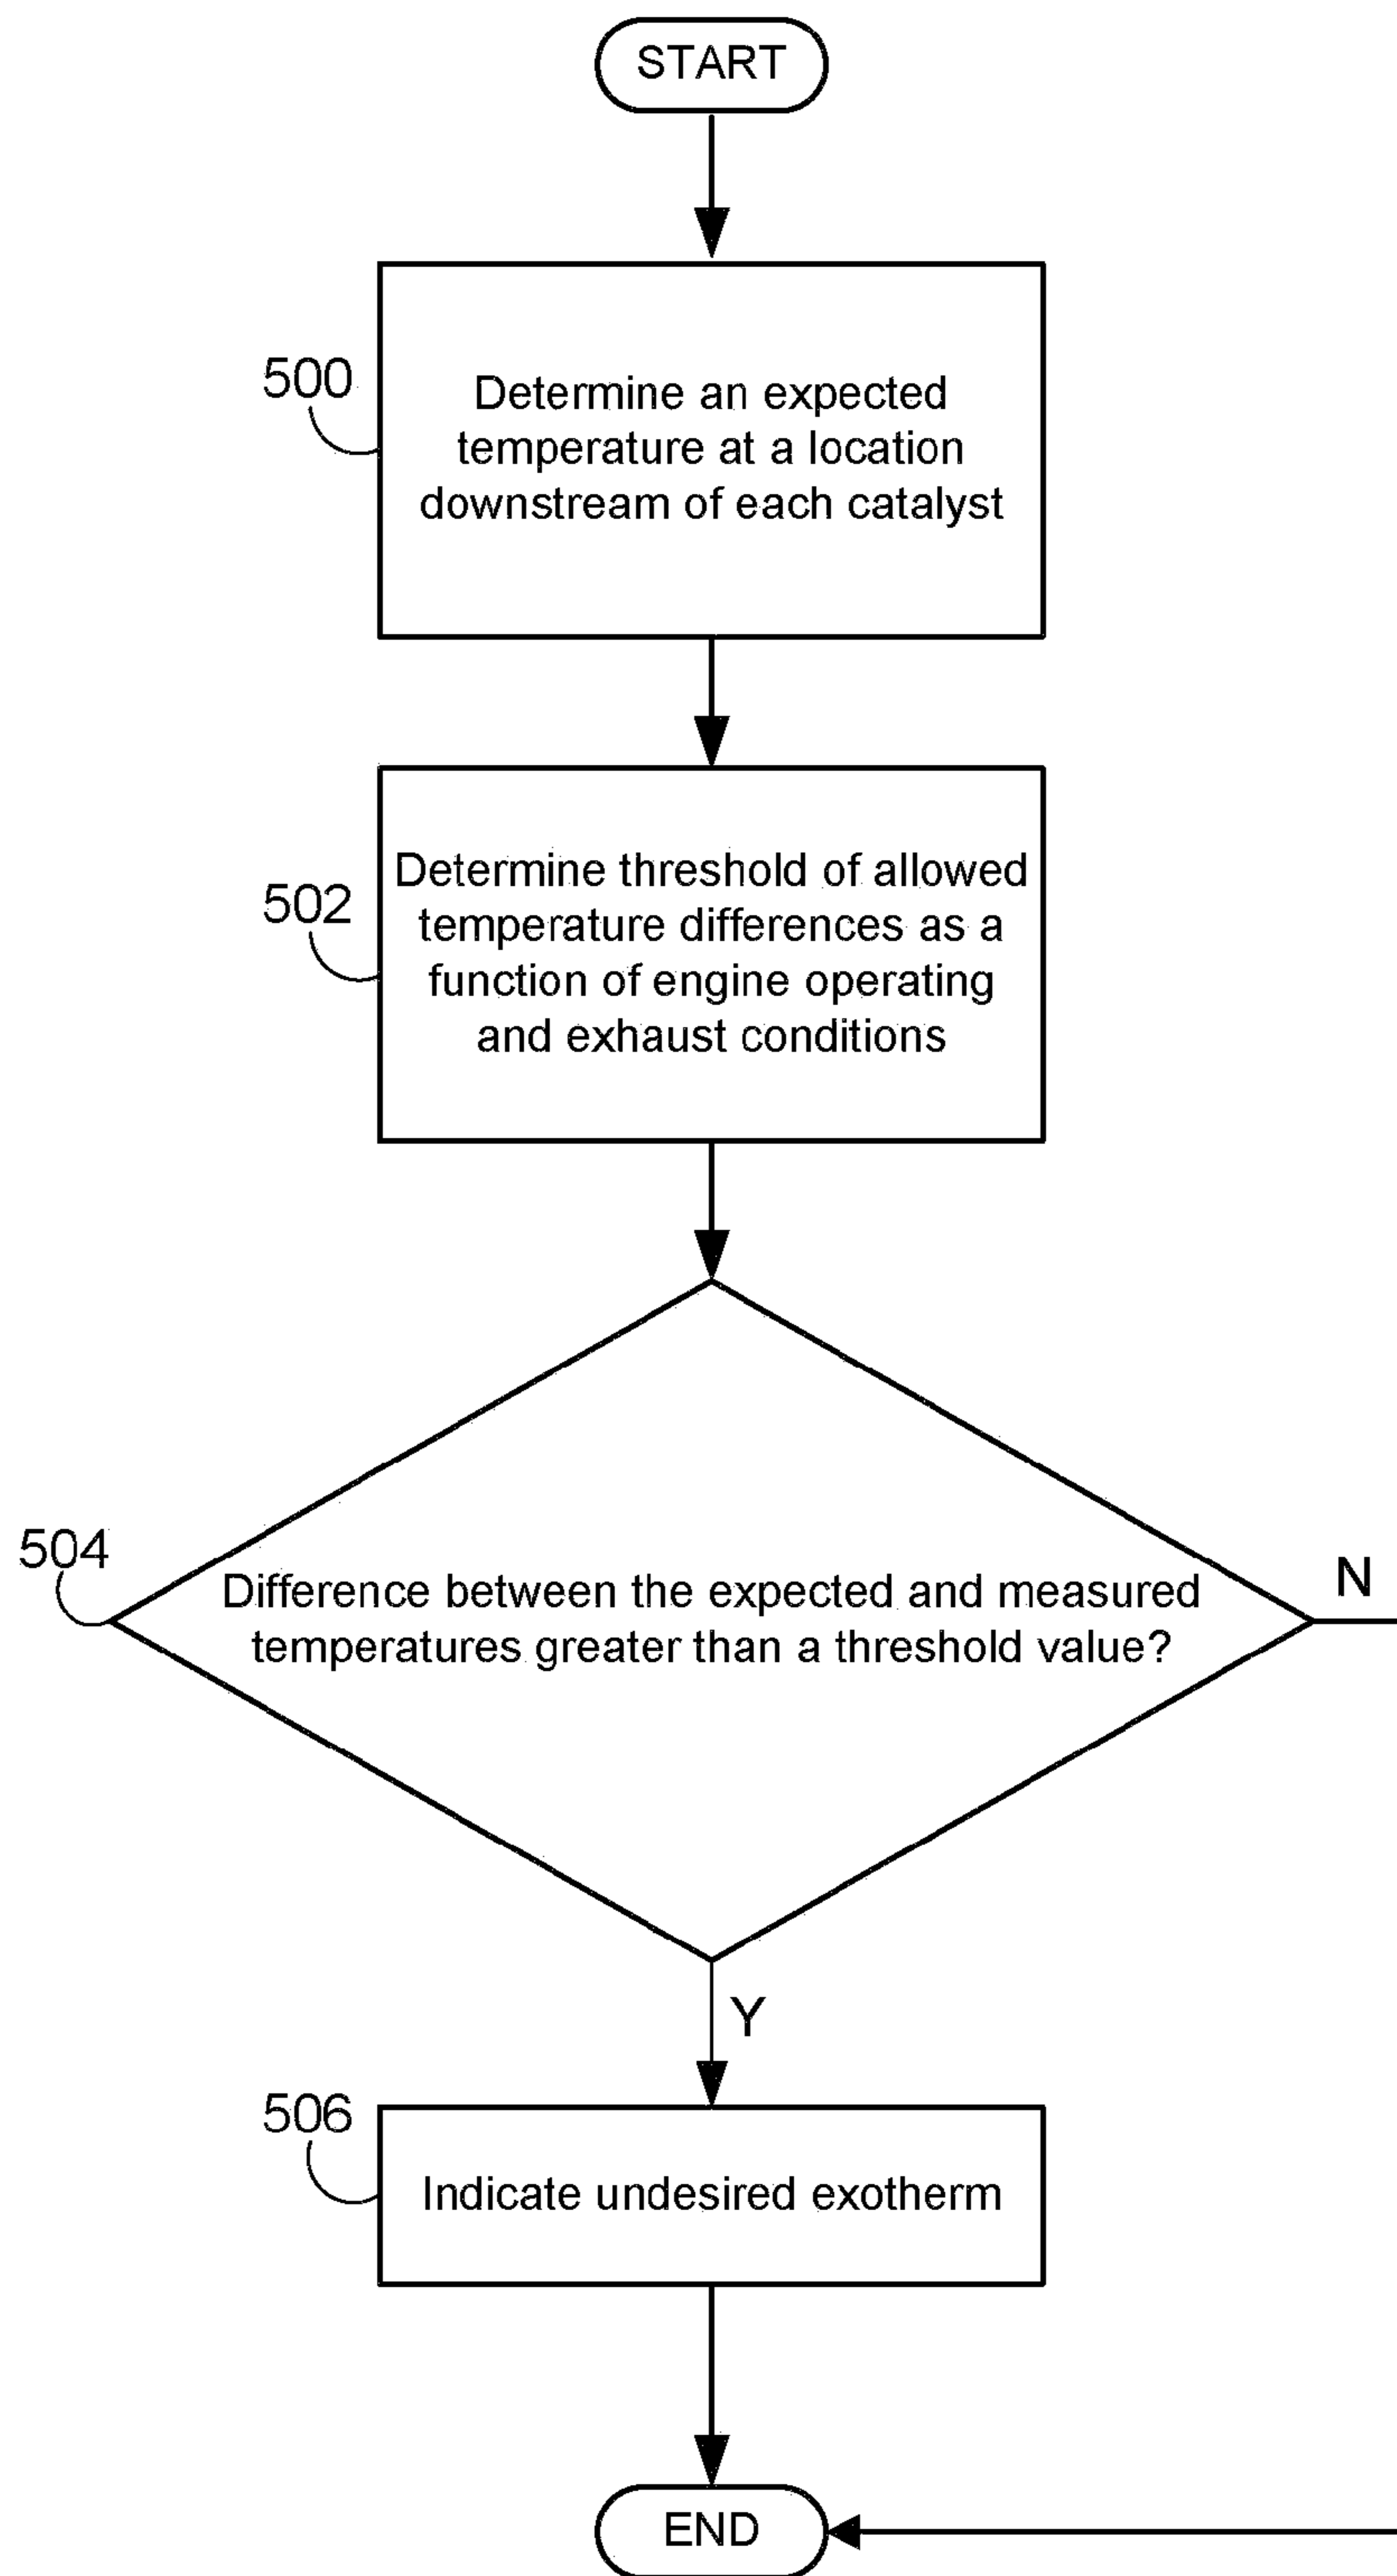 START
500
Determine an expected
temperature at a location
downstream of each catalyst
502
Determine threshold of allowed
temperature differences as a
function of engine operating
and exhaust conditions
504
Difference between the expected and measured
temperatures greater than a threshold value?
N
Y
506
Indicate undesired exotherm
END